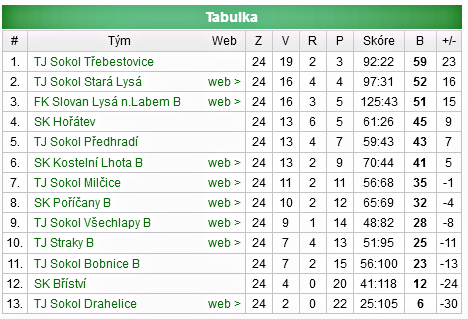 Tabulka
# Tým Web Z V R P Skóre B +/-
1. TJ Sokol Třebestovice 24 19 2 3 92:22 59 23
2. TJ Sokol Stará Lysá web > 24 16 4 4 97:31 52 16
3. FK Slovan Lysá n.Labem B web > 24 16 3 5 125:43 51 15
4. SK Hořátev 24 13 6 5 61:26 45 9
5. TJ Sokol Předhradí 24 13 4 7 59:43 43 7
6. SK Kostelní Lhota B web > 24 13 2 9 70:44 41 5
7. TJ Sokol Milčice web > 24 11 2 11 56:68 35 -1
8. SK Poříčany B web > 24 10 2 12 65:69 32 -4
9. TJ Sokol Všechlapy B web > 24 9 1 14 48:82 28 -8
10. TJ Straky B web > 24 7 4 13 51:95 25 -11
11. TJ Sokol Bobnice B 24 7 2 15 56:100 23 -13
12. SK Bříství 24 4 0 20 41:118 12 -24
13. TJ Sokol Drahelice web > 24 2 0 22 25:105 6 -30